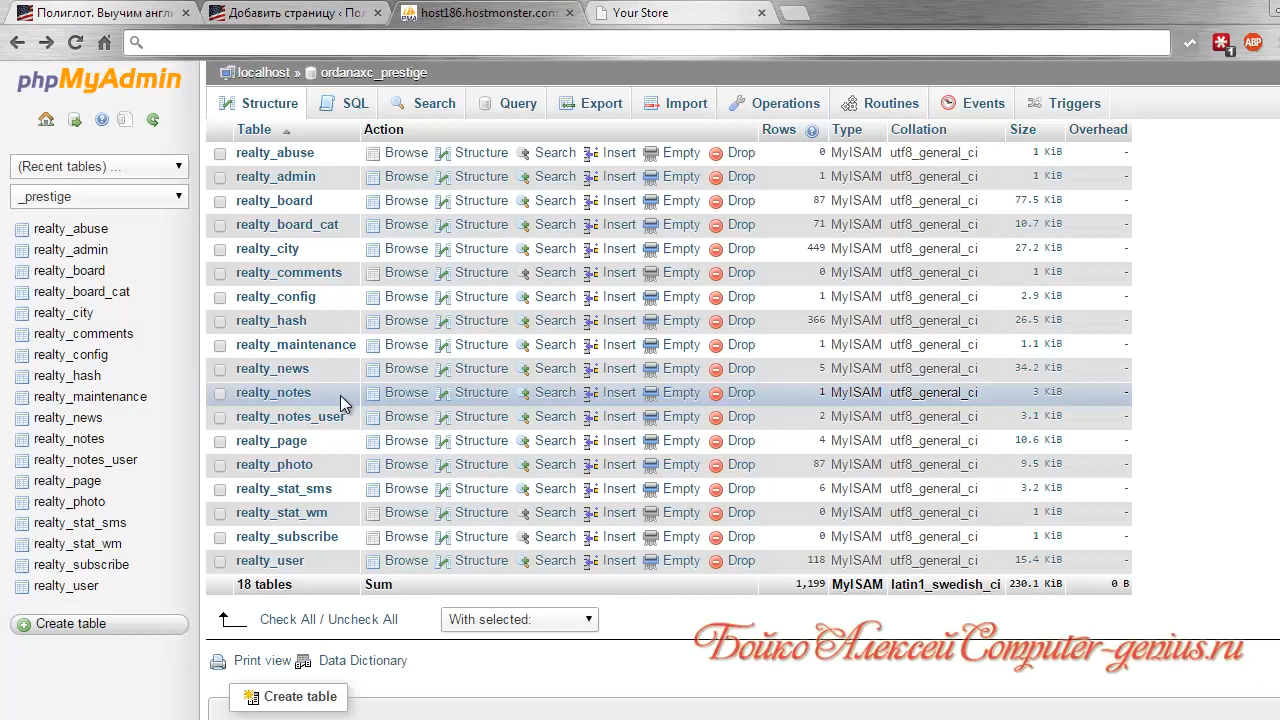 Полиглот. Выучим англи
Добавить страницу ‹ Пол
host186.hostmonster.com
Your Store
phpMyAdmin
(Recent tables) ...
_prestige
realty_abuse
realty_admin
realty_board
realty_board_cat
realty_city
realty_comments
realty_config
realty_hash
realty_maintenance
realty_news
realty_notes
realty_notes_user
realty_page
realty_photo
realty_stat_sms
realty_stat_wm
realty_subscribe
realty_user
Create table
localhost » ordanaxc_prestige
Structure SQL Search Query Export Import Operations Routines Events Triggers
Table Action Rows Type Collation Size Overhead
realty_abuse Browse Structure Search Insert Empty Drop 0 MyISAM utf8_general_ci 1 KiB -
realty_admin Browse Structure Search Insert Empty Drop 1 MyISAM utf8_general_ci 1 KiB -
realty_board Browse Structure Search Insert Empty Drop 87 MyISAM utf8_general_ci 77.5 KiB -
realty_board_cat Browse Structure Search Insert Empty Drop 71 MyISAM utf8_general_ci 10.7 KiB -
realty_city Browse Structure Search Insert Empty Drop 449 MyISAM utf8_general_ci 27.2 KiB -
realty_comments Browse Structure Search Insert Empty Drop 0 MyISAM utf8_general_ci 1 KiB -
realty_config Browse Structure Search Insert Empty Drop 1 MyISAM utf8_general_ci 2.9 KiB -
realty_hash Browse Structure Search Insert Empty Drop 366 MyISAM utf8_general_ci 26.5 KiB -
realty_maintenance Browse Structure Search Insert Empty Drop 1 MyISAM utf8_general_ci 1.1 KiB -
realty_news Browse Structure Search Insert Empty Drop 5 MyISAM utf8_general_ci 34.2 KiB -
realty_notes Browse Structure Search Insert Empty Drop 1 MyISAM utf8_general_ci 3 KiB -
realty_notes_user Browse Structure Search Insert Empty Drop 2 MyISAM utf8_general_ci 3.1 KiB -
realty_page Browse Structure Search Insert Empty Drop 4 MyISAM utf8_general_ci 10.6 KiB -
realty_photo Browse Structure Search Insert Empty Drop 87 MyISAM utf8_general_ci 9.5 KiB -
realty_stat_sms Browse Structure Search Insert Empty Drop 6 MyISAM utf8_general_ci 3.2 KiB -
realty_stat_wm Browse Structure Search Insert Empty Drop 0 MyISAM utf8_general_ci 1 KiB -
realty_subscribe Browse Structure Search Insert Empty Drop 0 MyISAM utf8_general_ci 1 KiB -
realty_user Browse Structure Search Insert Empty Drop 118 MyISAM utf8_general_ci 15.4 KiB -
18 tables Sum 1,199 MyISAM latin1_swedish_ci 230.1 KiB 0 B
Check All / Uncheck All With selected:
Бойко Алексей Computer-genius.ru
Print view Data Dictionary
Create table
ABP
1
PMA